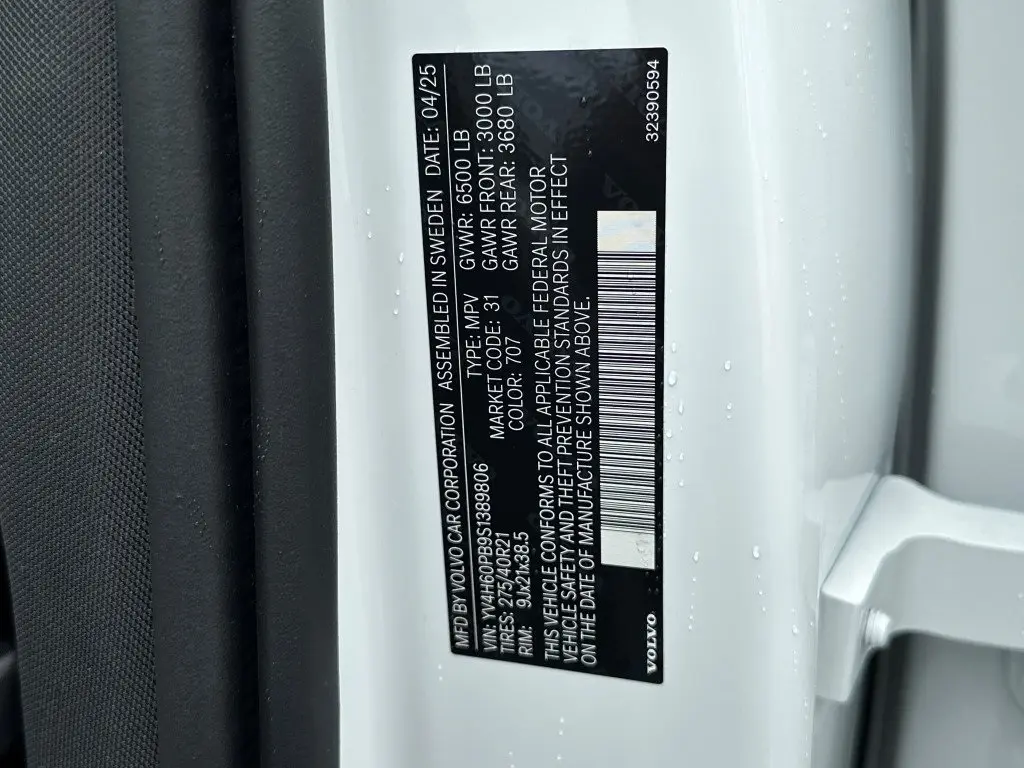 MFD BY VOLVO CAR CORPORATION ASSEMBLED IN SWEDEN DATE: 04/25
VIN: YV4H60PB9S1389806 TYPE: MPV GVWR: 6500 LB
TIRES: 275/40R21 MARKET CODE: 31 GAWR FRONT: 3000 LB
RIM: 9Jx21x38.5 COLOR: 707 GAWR REAR: 3680 LB
THIS VEHICLE CONFORMS TO ALL APPLICABLE FEDERAL MOTOR
VEHICLE SAFETY AND THEFT PREVENTION STANDARDS IN EFFECT
ON THE DATE OF MANUFACTURE SHOWN ABOVE.
VOLVO 32390594